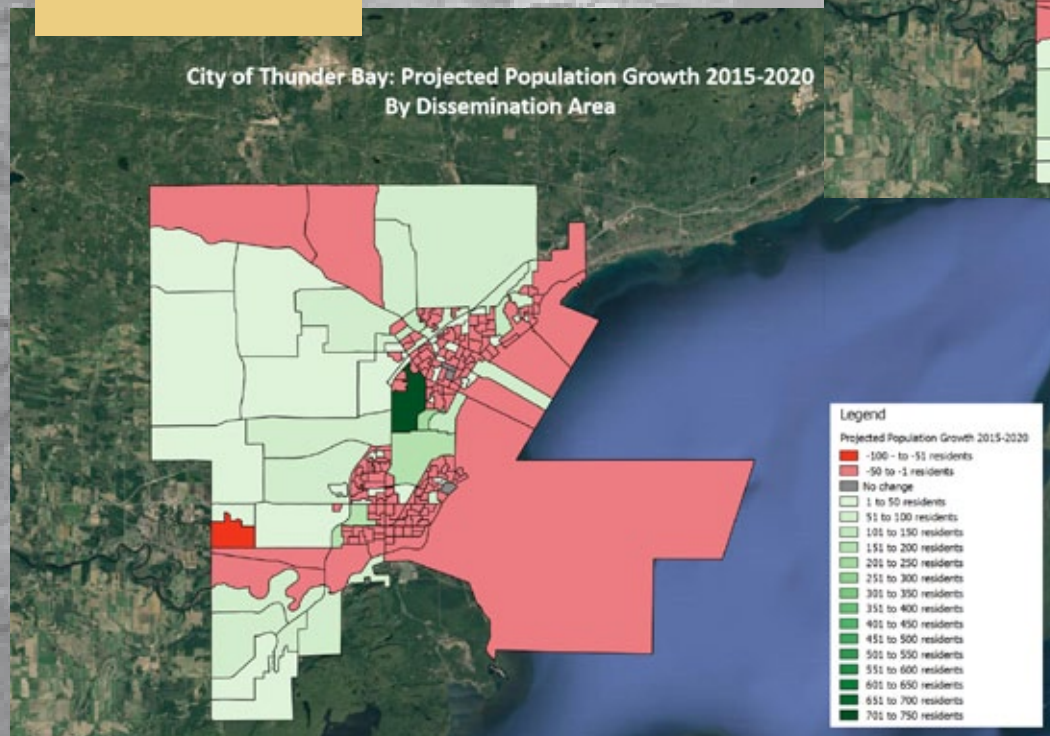 City of Thunder Bay: Projected Population Growth 2015-2020
By Dissemination Area
Legend
Projected Population Growth 2015-2020
-100 - to -51 residents
-50 to -1 residents
No change
1 to 50 residents
51 to 100 residents
101 to 150 residents
151 to 200 residents
201 to 250 residents
251 to 300 residents
301 to 350 residents
351 to 400 residents
401 to 450 residents
451 to 500 residents
501 to 550 residents
551 to 600 residents
601 to 650 residents
651 to 700 residents
701 to 750 residents